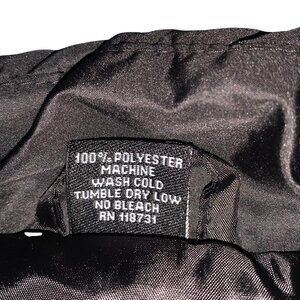 100% POLYESTER
MACHINE
WASH COLD
TUMBLE DRY LOW
NO BLEACH
RN 118731